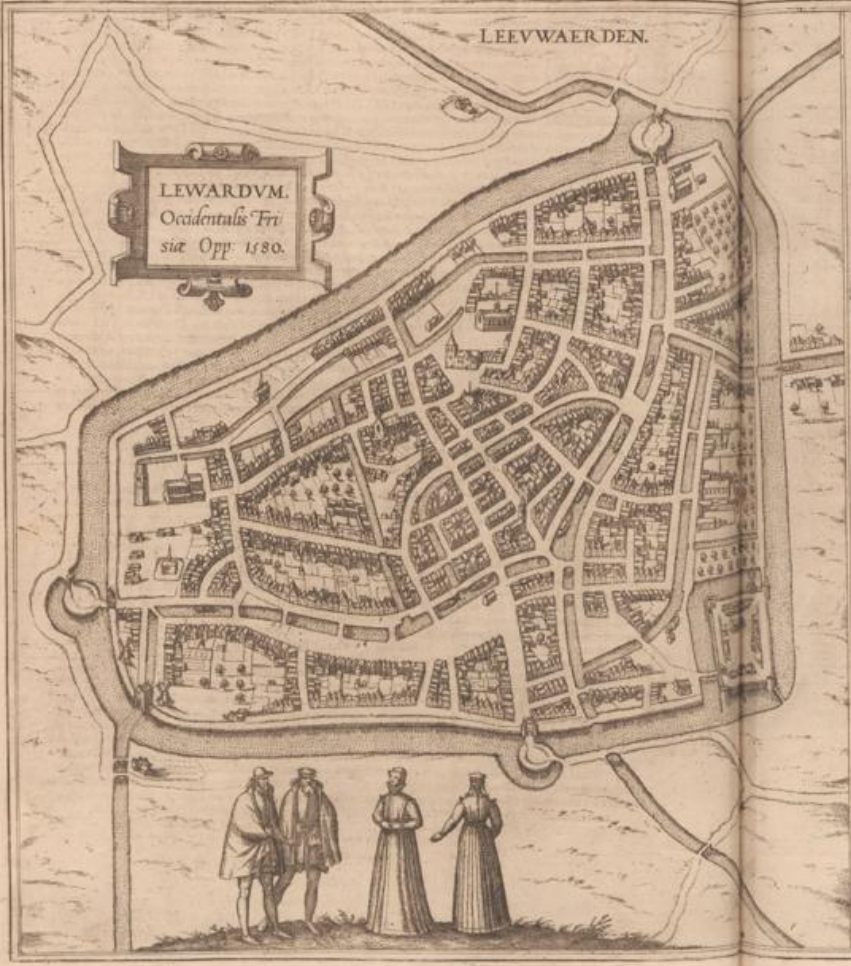 LEEVWAERDEN.
LEWARDVM.
Occidentalis Fri
siæ Opp: 1580.